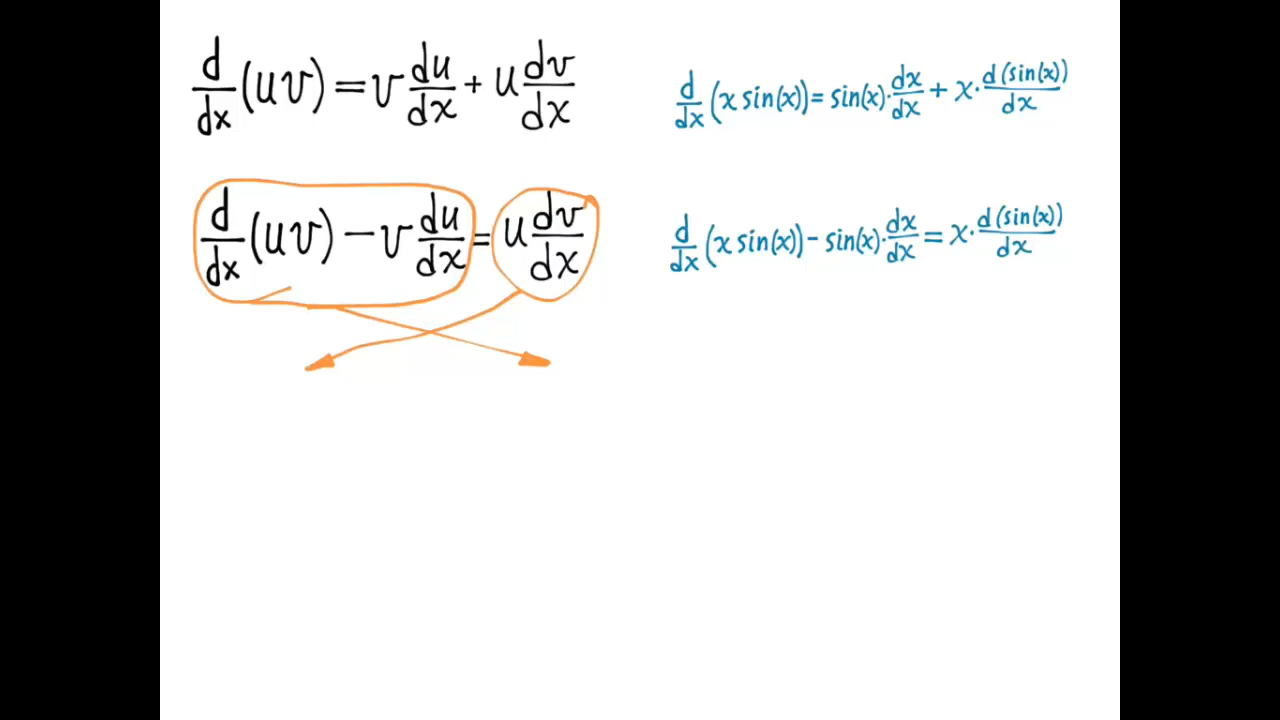 d/dx (uv) = v du/dx + u dv/dx
d/dx (x sin(x)) = sin(x)· dx/dx + x· d(sin(x))/dx
d/dx (uv) − v du/dx = u dv/dx
d/dx (x sin(x)) − sin(x)· dx/dx = x· d(sin(x))/dx